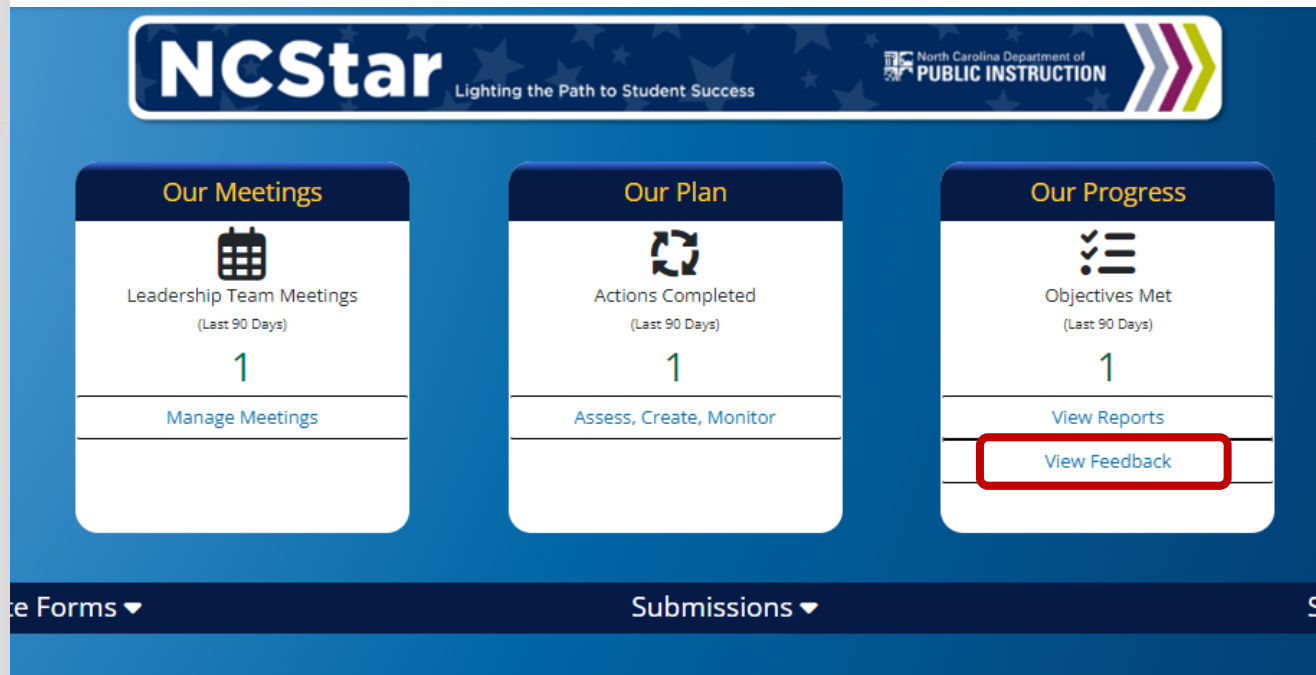 NCStar
Lighting the Path to Student Success
North Carolina Department of
PUBLIC INSTRUCTION
Our Meetings
Leadership Team Meetings
(Last 90 Days)
1
Manage Meetings
Our Plan
Actions Completed
(Last 90 Days)
1
Assess, Create, Monitor
Our Progress
Objectives Met
(Last 90 Days)
1
View Reports
View Feedback
Forms
Submissions